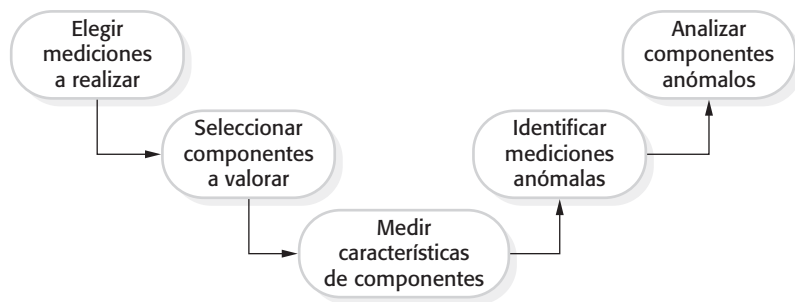 Elegir
mediciones
a realizar
Seleccionar
componentes
a valorar
Medir
características
de componentes
Identificar
mediciones
anómalas
Analizar
componentes
anómalos